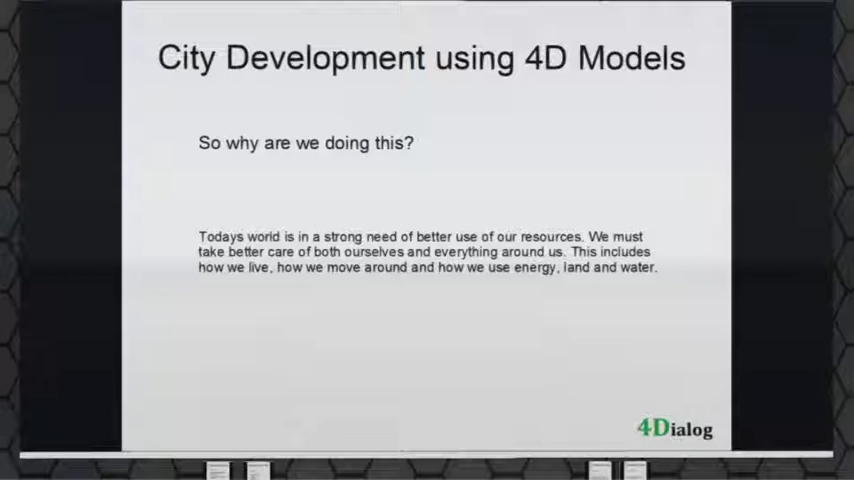 City Development using 4D Models
So why are we doing this?
Todays world is in a strong need of better use of our resources. We must
take better care of both ourselves and everything around us. This includes
how we live, how we move around and how we use energy, land and water.
4Dialog